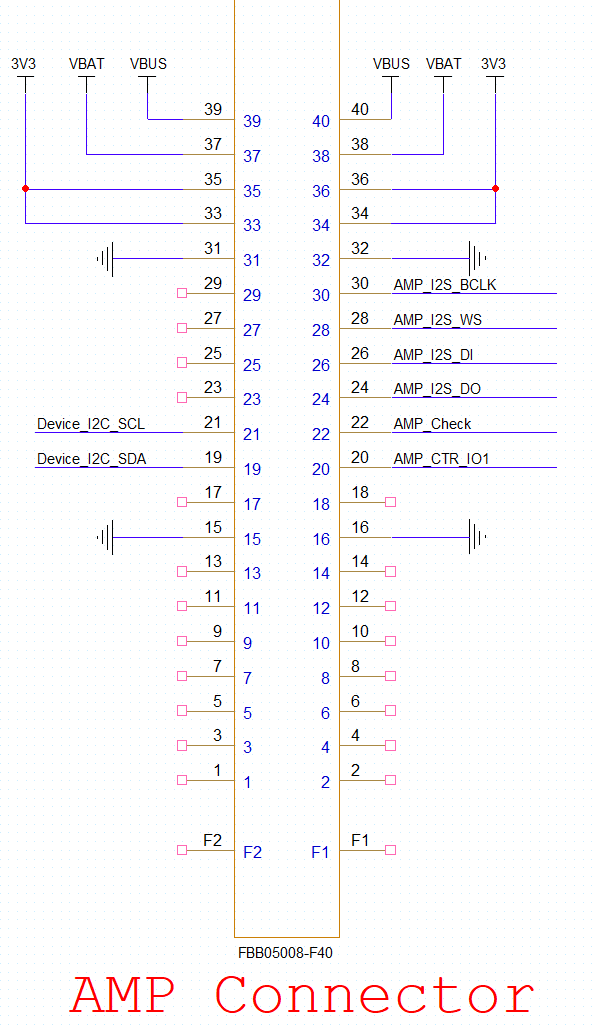 3V3 VBAT VBUS VBUS VBAT 3V3
39 39 40 40
37 37 38 38
35 35 36 36
33 33 34 34
31 31 32 32
29 29 30 30 AMP_I2S_BCLK
27 27 28 28 AMP_I2S_WS
25 25 26 26 AMP_I2S_DI
23 23 24 24 AMP_I2S_DO
Device_I2C_SCL 21 21 22 22 AMP_Check
Device_I2C_SDA 19 19 20 20 AMP_CTR_IO1
17 17 18 18
15 15 16 16
13 13 14 14
11 11 12 12
9 9 10 10
7 7 8 8
5 5 6 6
3 3 4 4
1 1 2 2
F2 F2 F1 F1
FBB05008-F40
AMP Connector